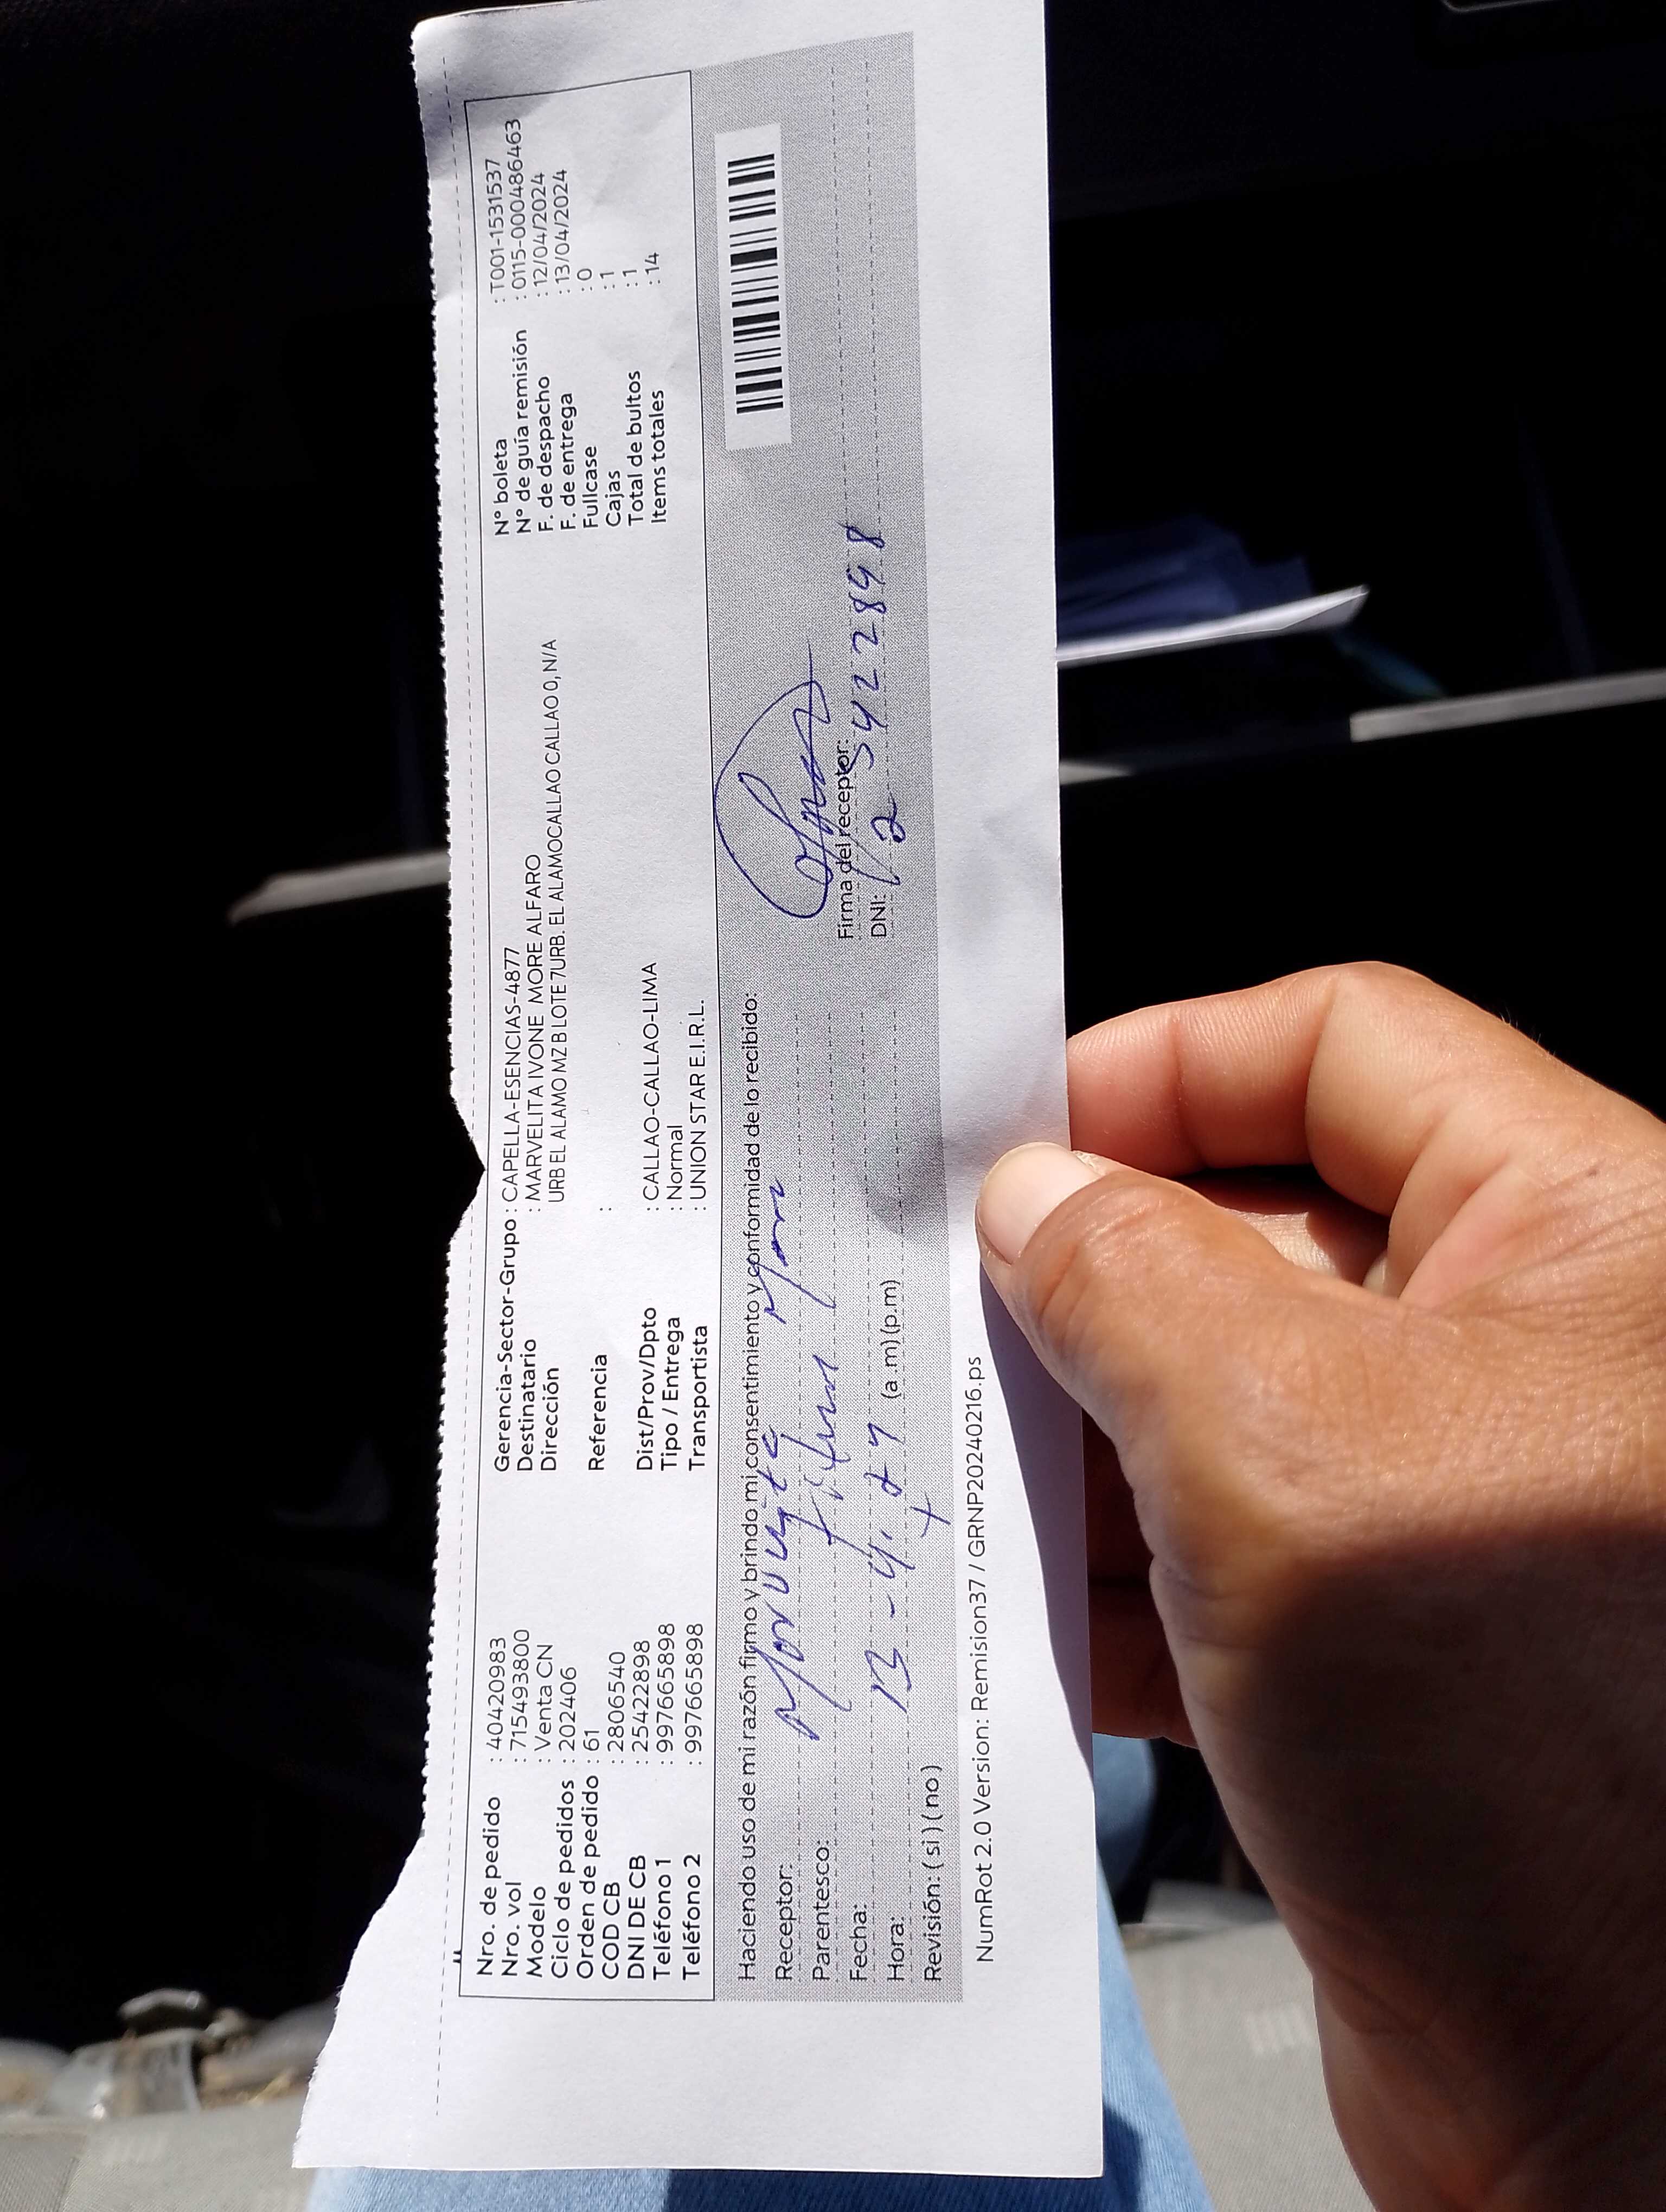 Nro. de pedido : 40420983
Nro. vol : 715493800
Modelo : Venta CN
Ciclo de pedidos : 202406
Orden de pedido : 61
COD CB : 2806540
DNI DE CB : 25422898
Teléfono 1 : 997665898
Teléfono 2 : 997665898
Gerencia-Sector-Grupo : CAPELLA-ESENCIAS-4877
Destinatario : MARVELITA IVONE MORE ALFARO
Dirección URB EL ALAMO MZ B LOTE 7URB. EL ALAMOCALLAO CALLAO 0, N/A
Referencia :
Dist/Prov/Dpto : CALLAO-CALLAO-LIMA
Tipo / Entrega : Normal
Transportista : UNION STAR E.I.R.L.
N° boleta : T001-1531537
N° de guía remisión : 0115-000486463
F. de despacho : 12/04/2024
F. de entrega : 13/04/2024
Fullcase : 0
Cajas : 1
Total de bultos : 1
Items totales : 14
Haciendo uso de mi razón firmo y brindo mi consentimiento y conformidad de lo recibido:
Receptor: More
Parentesco:
Fecha: 13-4.
Hora: (a .m) (p.m)
Revisión: ( si ) ( no )
Firma del receptor:
DNI: 25422898
NumRot 2.0 Version: Remision37 / GRNP20240216.ps